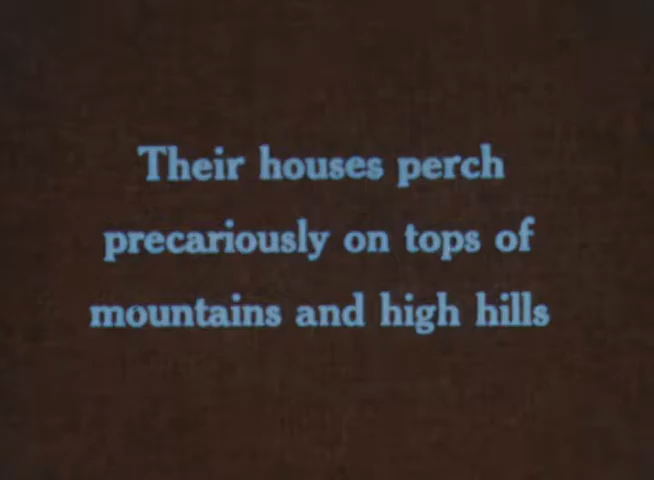 Their houses perch
precariously on tops of
mountains and high hills